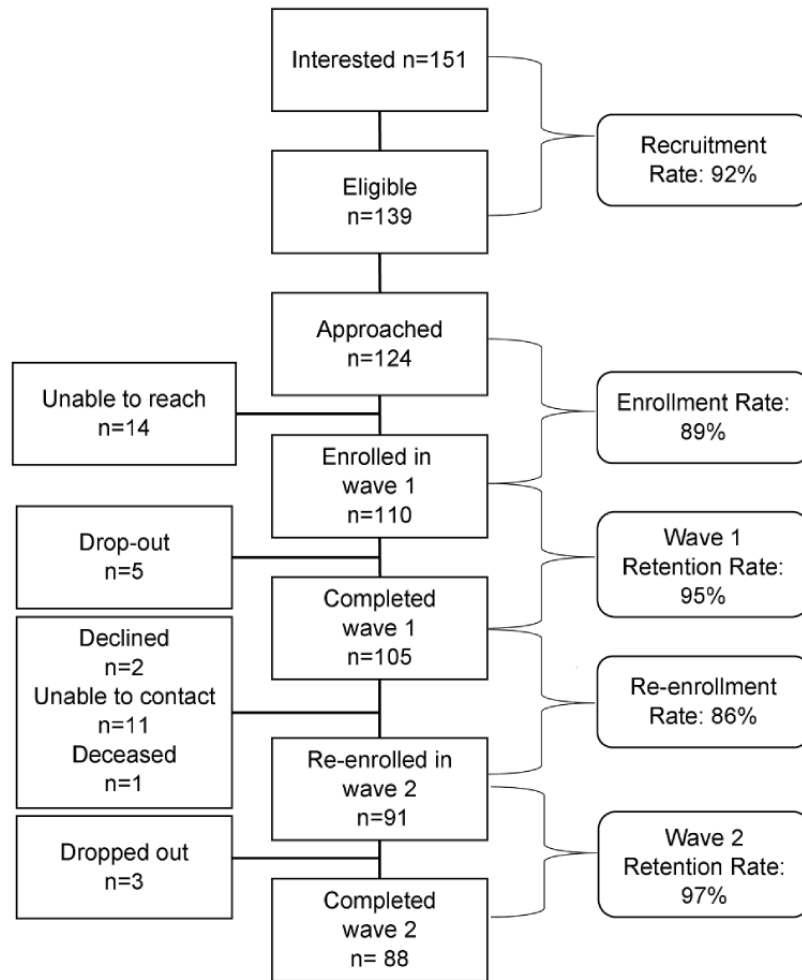 Interested n=151
Recruitment
Rate: 92%
Eligible
n=139
Approached
n=124
Unable to reach
n=14
Enrollment Rate:
89%
Enrolled in
wave 1
n=110
Drop-out
n=5
Wave 1
Retention Rate:
95%
Completed
wave 1
n=105
Declined
n=2
Unable to contact
n=11
Deceased
n=1
Re-enrollment
Rate: 86%
Re-enrolled in
wave 2
n=91
Dropped out
n=3
Wave 2
Retention Rate:
97%
Completed
wave 2
n= 88